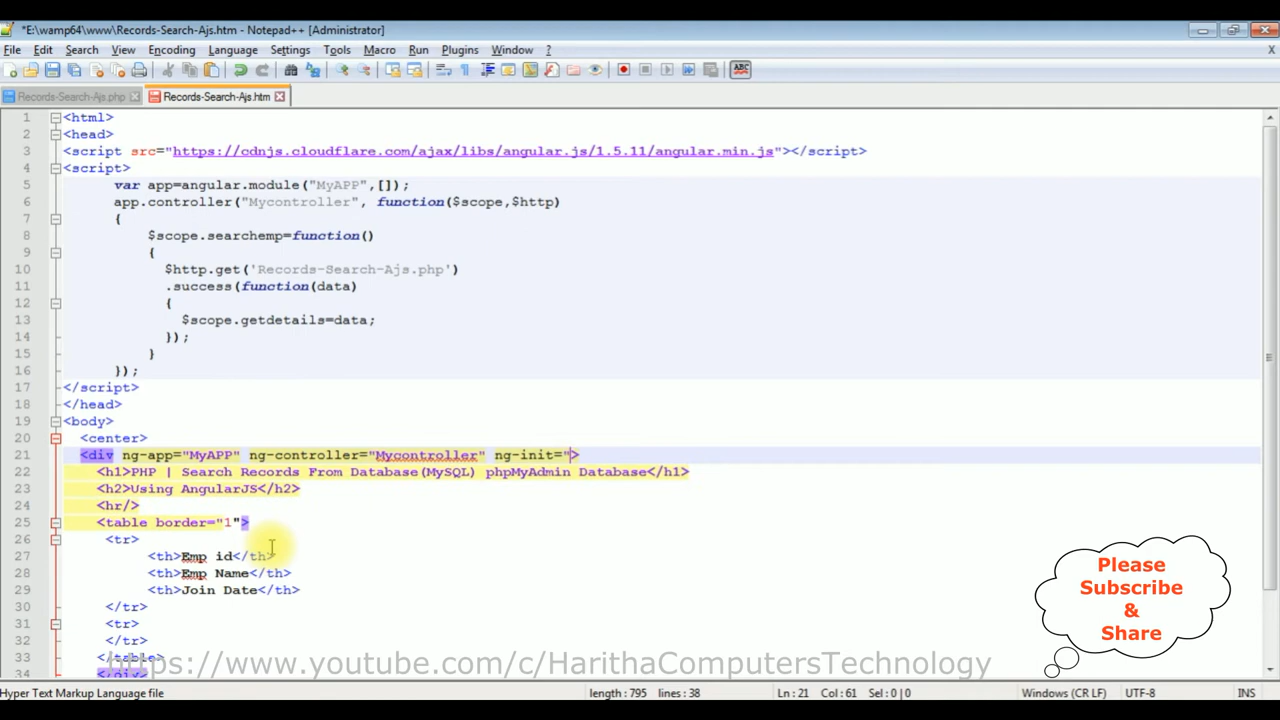 *E:\wamp64\www\Records-Search-Ajs.htm - Notepad++ [Administrator]
File Edit Search View Encoding Language Settings Tools Macro Run Plugins Window ? X
Records-Search-Ajs.php Records-Search-Ajs.htm
1 <html>
2 <head>
3 <script src="https://cdnjs.cloudflare.com/ajax/libs/angular.js/1.5.11/angular.min.js"></script>
4 <script>
5 var app=angular.module("MyAPP",[]);
6 app.controller("Mycontroller", function($scope,$http)
7 {
8 $scope.searchemp=function()
9 {
10 $http.get('Records-Search-Ajs.php')
11 .success(function(data)
12 {
13 $scope.getdetails=data;
14 });
15 }
16 });
17 </script>
18 </head>
19 <body>
20 <center>
21 <div ng-app="MyAPP" ng-controller="Mycontroller" ng-init=">
22 <h1>PHP | Search Records From Database(MySQL) phpMyAdmin Database</h1>
23 <h2>Using AngularJS</h2>
24 <hr/>
25 <table border="1">
26 <tr>
27 <th>Emp id</th>
28 <th>Emp Name</th>
29 <th>Join Date</th>
30 </tr>
31 <tr>
32 </tr>
33 </table>
34 </div>
Please
Subscribe
&
Share
https://www.youtube.com/c/HarithaComputersTechnology
Hyper Text Markup Language file length : 795 lines : 38 Ln : 21 Col : 61 Sel : 0 | 0 Windows (CR LF) UTF-8 INS